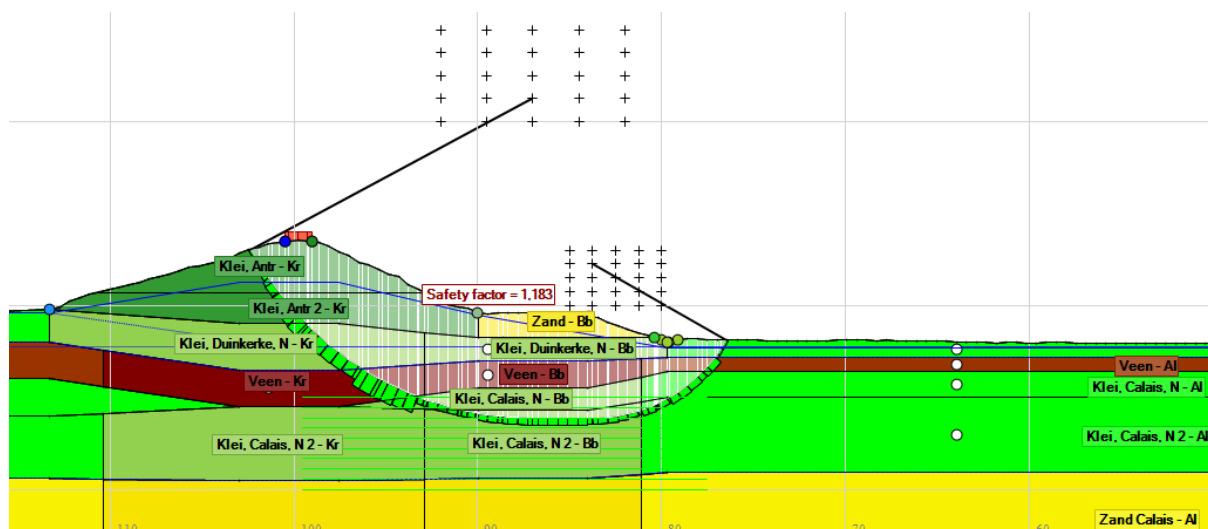 Klei, Antr - Kr
Safety factor = 1,183
Klei, Antr 2 - Kr
Zand - Bb
Klei, Duinkerke, N - Kr
Klei, Duinkerke, N - Bb
Veen - Kr
Veen - Bb
Veen - Al
Klei, Calais, N - Bb
Klei, Calais, N - Al
Klei, Calais, N 2 - Kr
Klei, Calais, N 2 - Bb
Klei, Calais, N 2 - Al
Zand Calais - Al
110 100 90 80 70 60